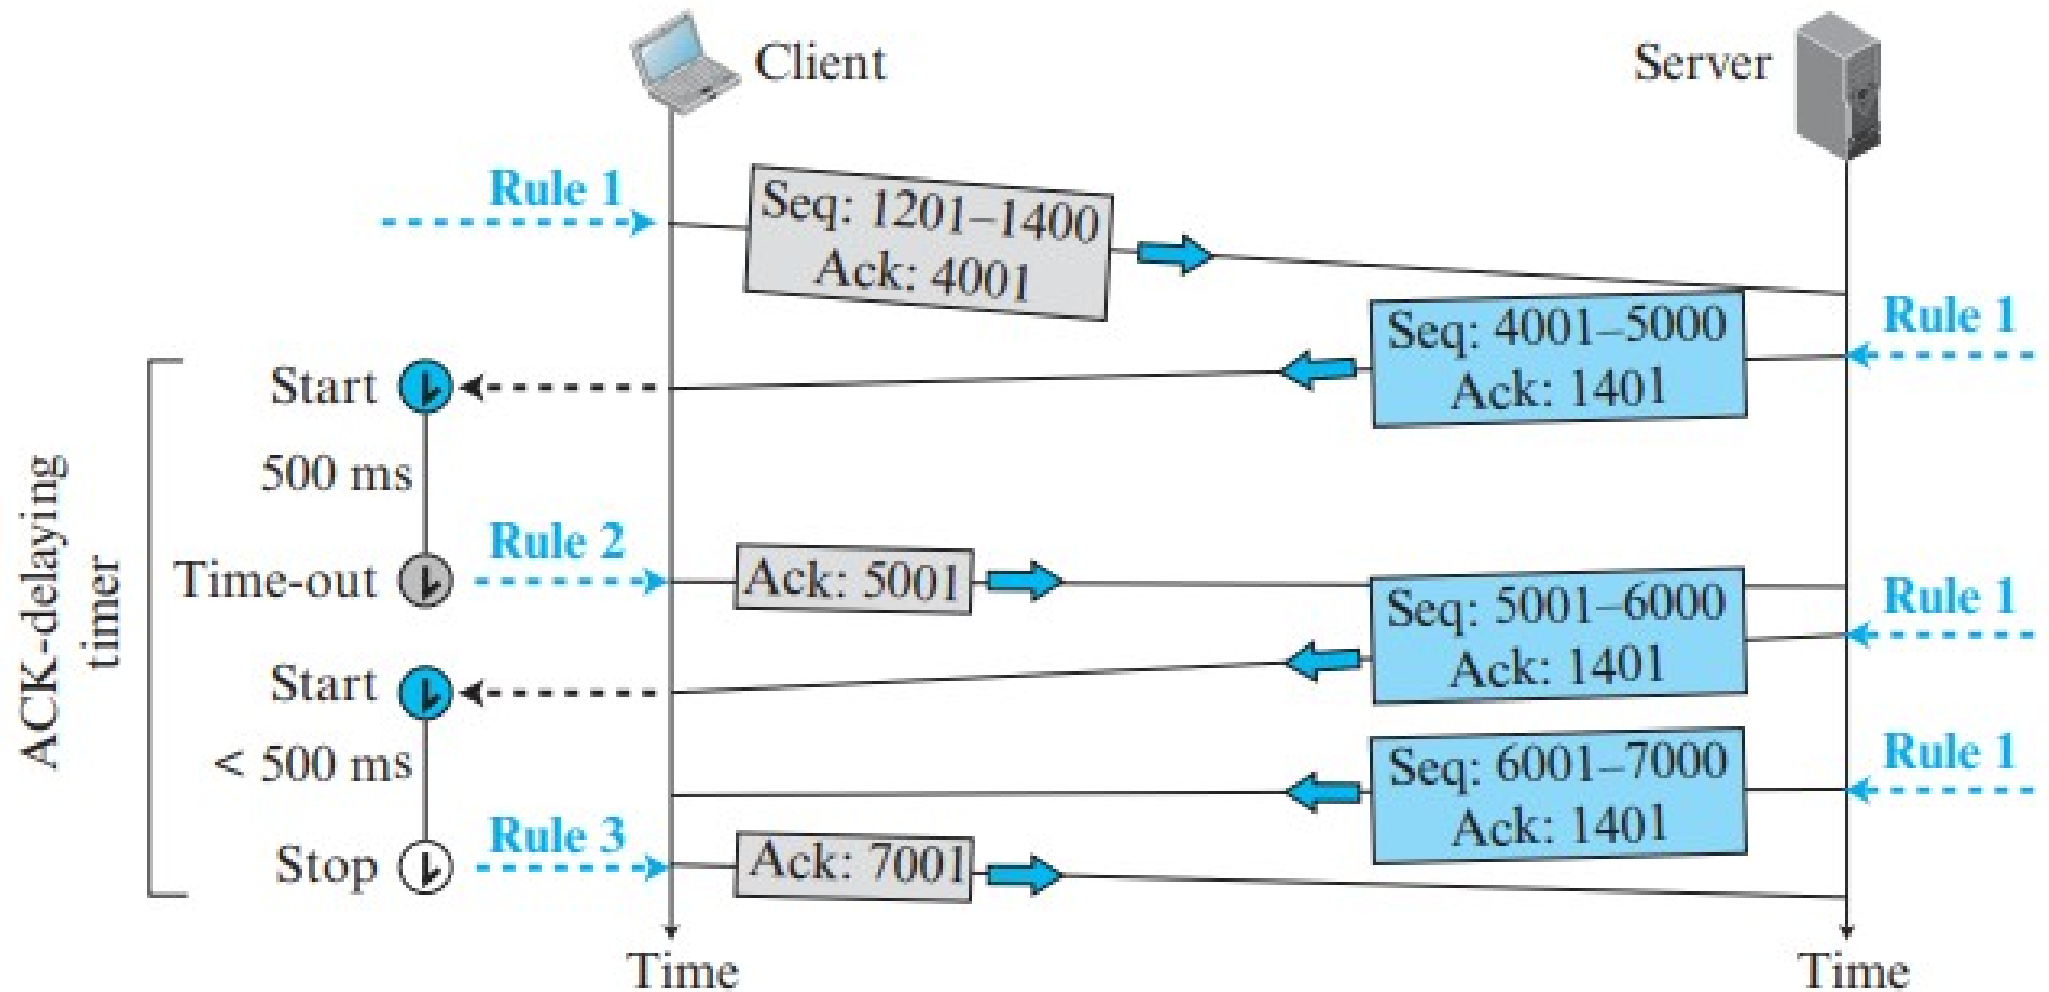 Client
Server
Rule 1
Seq: 1201–1400
Ack: 4001
Seq: 4001–5000
Ack: 1401
Rule 1
Start
500 ms
Rule 2
Time-out
Ack: 5001
Seq: 5001–6000
Ack: 1401
Rule 1
ACK-delaying
timer
Start
< 500 ms
Seq: 6001–7000
Ack: 1401
Rule 1
Rule 3
Stop
Ack: 7001
Time
Time